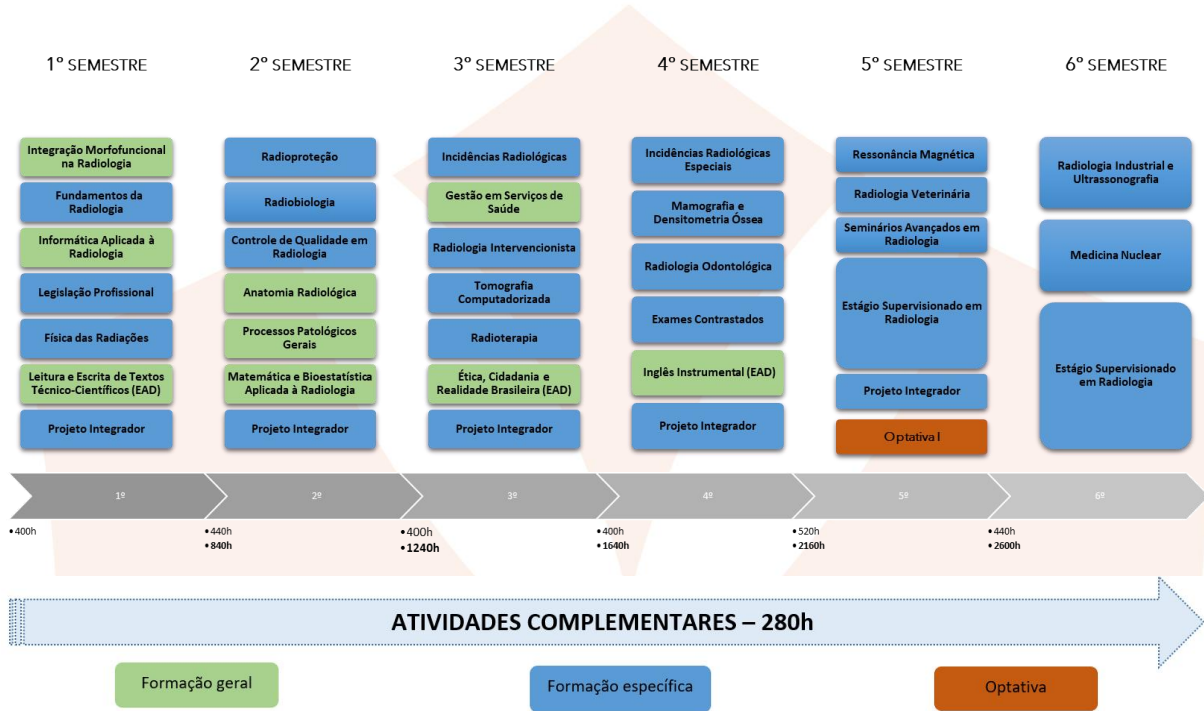 1º SEMESTRE
2º SEMESTRE
3º SEMESTRE
4º SEMESTRE
5º SEMESTRE
6º SEMESTRE
Integração Morfofuncional
na Radiologia
Fundamentos da
Radiologia
Informática Aplicada à
Radiologia
Legislação Profissional
Física das Radiações
Leitura e Escrita de Textos
Técnico-Científicos (EAD)
Projeto Integrador
Radioproteção
Radiobiologia
Controle de Qualidade em
Radiologia
Anatomia Radiológica
Processos Patológicos
Gerais
Matemática e Bioestatística
Aplicada à Radiologia
Projeto Integrador
Incidências Radiológicas
Gestão em Serviços de
Saúde
Radiologia Intervencionista
Tomografia
Computadorizada
Radioterapia
Ética, Cidadania e
Realidade Brasileira (EAD)
Projeto Integrador
Incidências Radiológicas
Especiais
Mamografia e
Densitometria Óssea
Radiologia Odontológica
Exames Contrastados
Inglês Instrumental (EAD)
Projeto Integrador
Ressonância Magnética
Radiologia Veterinária
Seminários Avançados em
Radiologia
Estágio Supervisionado em
Radiologia
Projeto Integrador
Optativa I
Radiologia Industrial e
Ultrassonografia
Medicina Nuclear
Estágio Supervisionado
em Radiologia
1º
2º
3º
4º
5º
6º
•400h
•440h
•840h
•400h
•1240h
•400h
•1640h
•520h
•2160h
•440h
•2600h
ATIVIDADES COMPLEMENTARES – 280h
Formação geral
Formação específica
Optativa